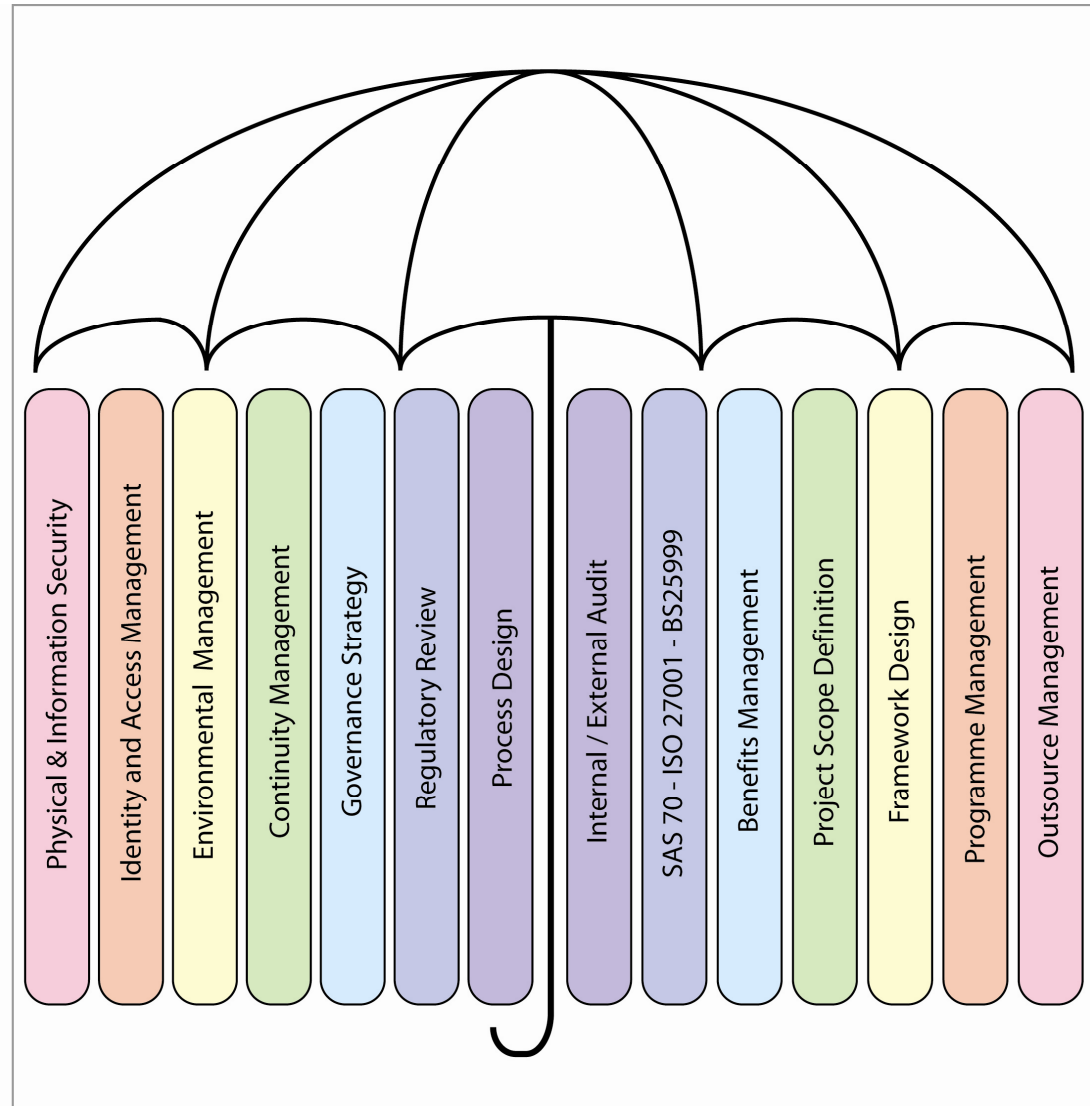 Physical & Information Security
Identity and Access Management
Environmental Management
Continuity Management
Governance Strategy
Regulatory Review
Process Design
Internal / External Audit
SAS 70 - ISO 27001 - BS25999
Benefits Management
Project Scope Definition
Framework Design
Programme Management
Outsource Management